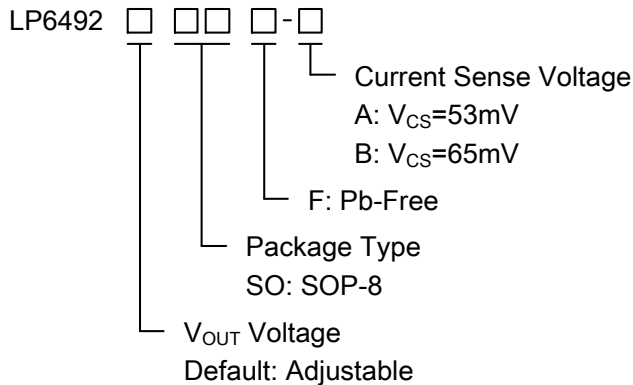 LP6492 □ □□ □-□
Current Sense Voltage
A: V_CS=53mV
B: V_CS=65mV
F: Pb-Free
Package Type
SO: SOP-8
V_OUT Voltage
Default: Adjustable